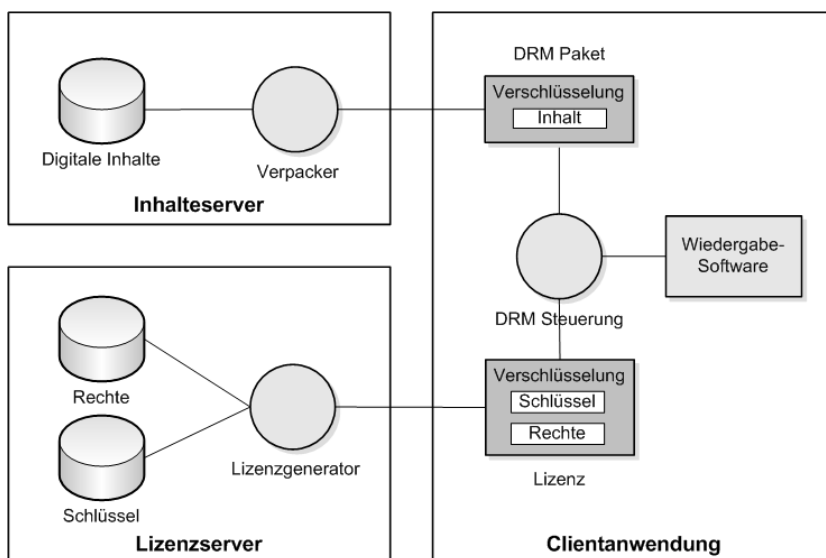 Digitale Inhalte
Verpacker
Inhalteserver
Rechte
Schlüssel
Lizenzgenerator
Lizenzserver
DRM Paket
Verschlüsselung
Inhalt
Wiedergabe-
Software
DRM Steuerung
Verschlüsselung
Schlüssel
Rechte
Lizenz
Clientanwendung